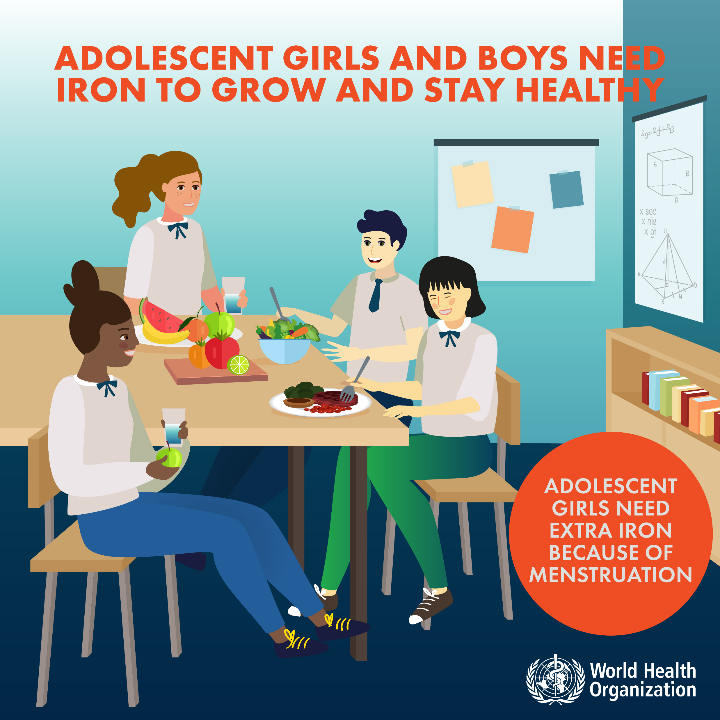 ADOLESCENT GIRLS AND BOYS NEED
IRON TO GROW AND STAY HEALTHY
ADOLESCENT
GIRLS NEED
EXTRA IRON
BECAUSE OF
MENSTRUATION
World Health
Organization